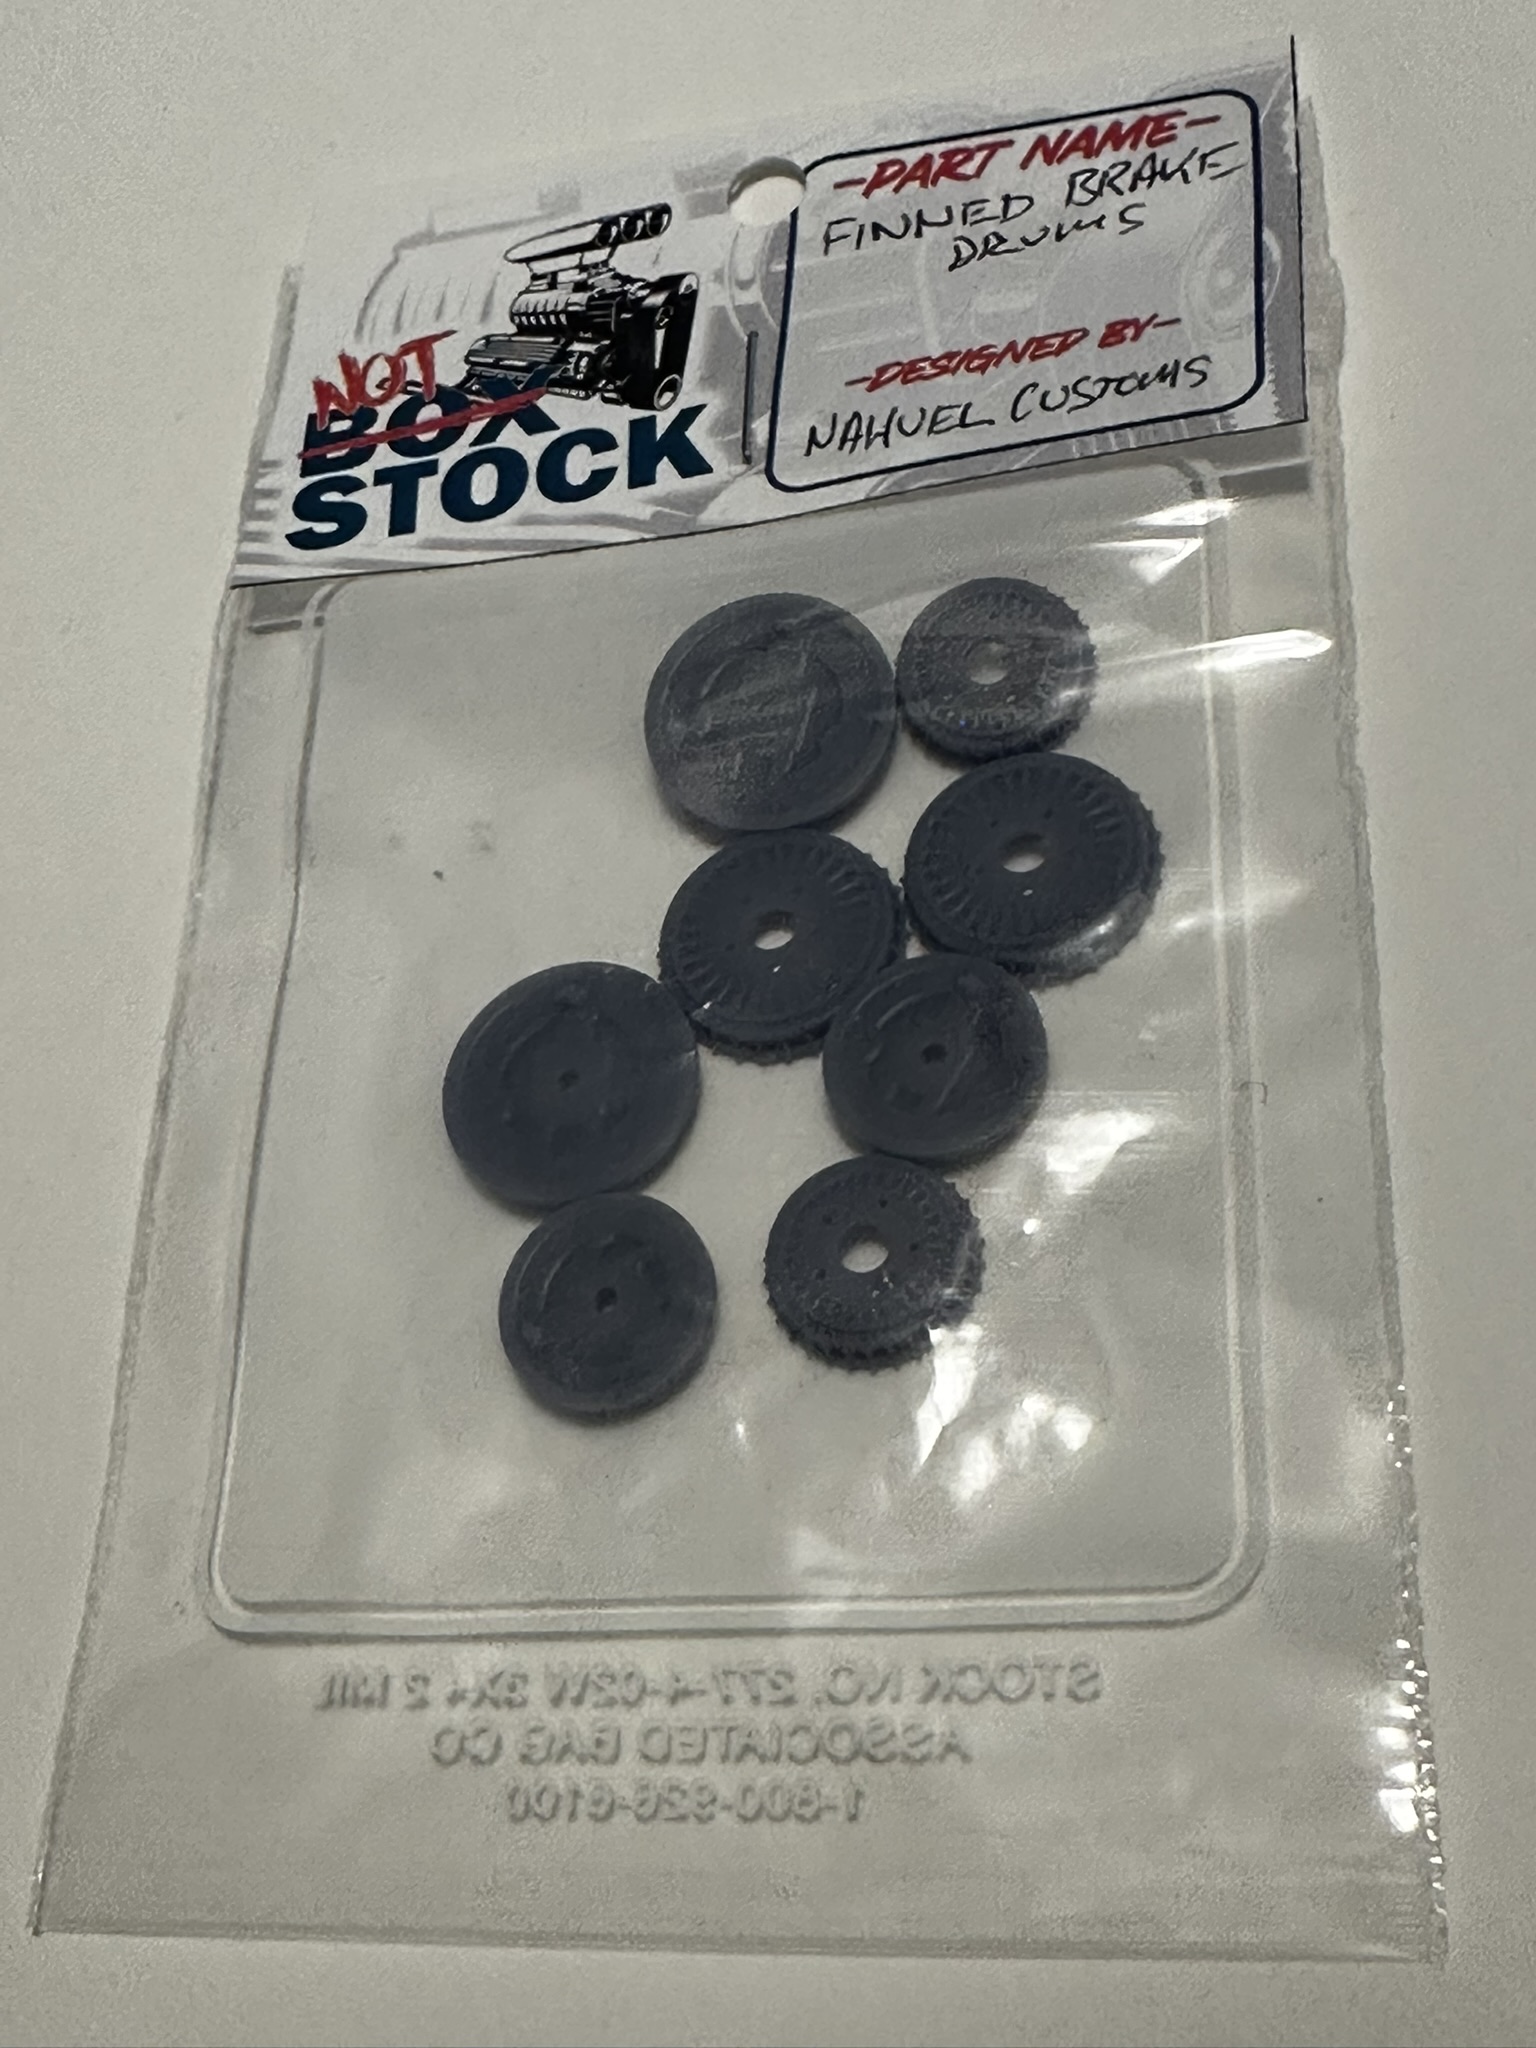 NOT
BOX
STOCK
-PART NAME-
FINNED BRAKE
DRUMS
-DESIGNED BY-
NAHUEL CUSTOMS
STOCK NO. 277-4-02W 3X4 2 Mil
ASSOCIATED BAG CO
1-800-926-6100